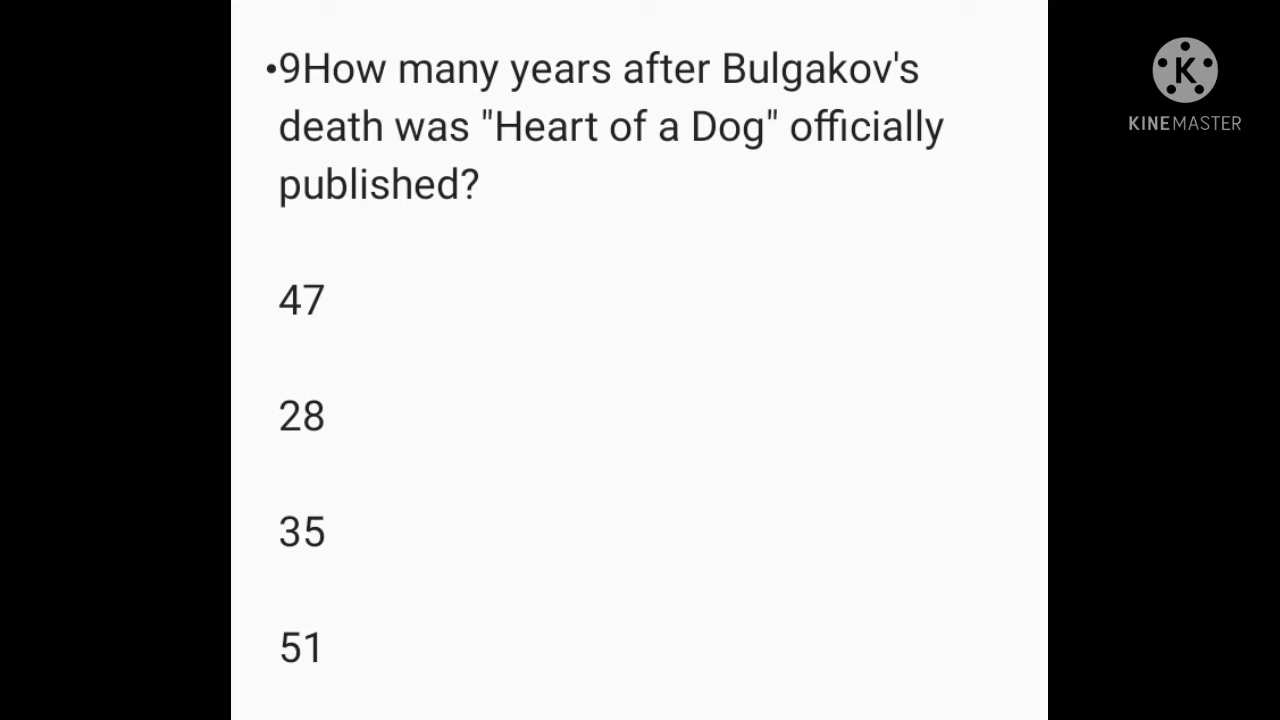 •9How many years after Bulgakov's
death was "Heart of a Dog" officially
published?
47
28
35
51
K
KINEMASTER